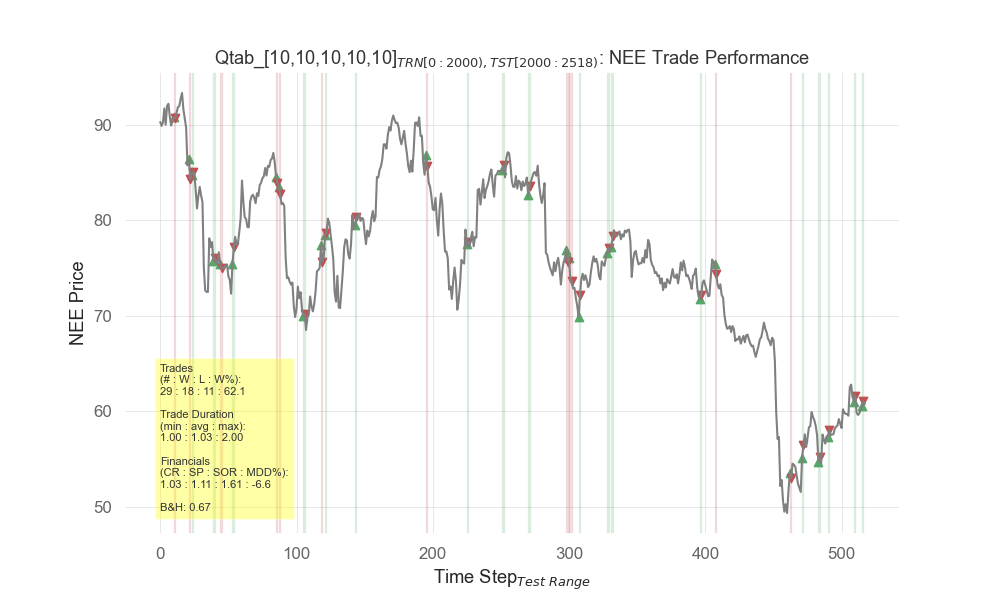 Qtab_[10,10,10,10,10]TRN[0 : 2000), TST[2000 : 2518): NEE Trade Performance
NEE Price
90
80
70
60
50
Trades
(# : W : L : W%):
29 : 18 : 11 : 62.1
Trade Duration
(min : avg : max):
1.00 : 1.03 : 2.00
Financials
(CR : SP : SOR : MDD%):
1.03 : 1.11 : 1.61 : -6.6
B&H: 0.67
0 100 200 300 400 500
Time StepTest Range